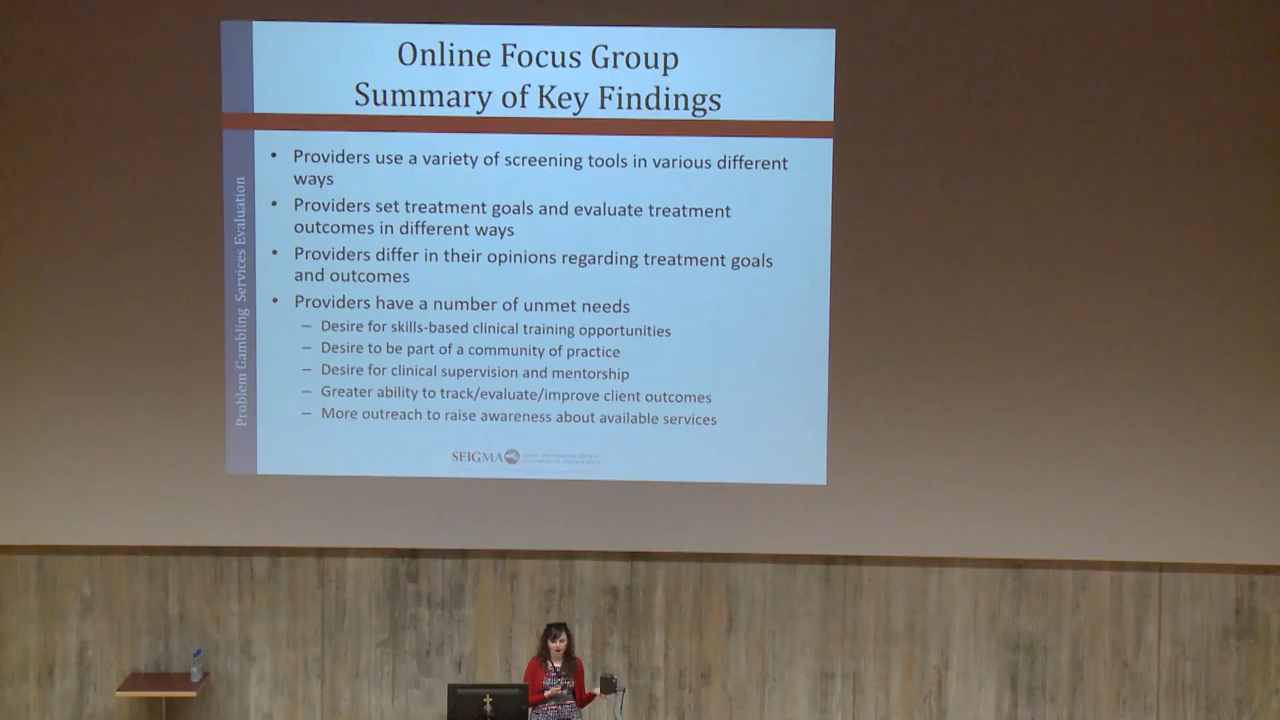 Online Focus Group
Summary of Key Findings
Problem Gambling Services Evaluation
• Providers use a variety of screening tools in various different
ways
• Providers set treatment goals and evaluate treatment
outcomes in different ways
• Providers differ in their opinions regarding treatment goals
and outcomes
• Providers have a number of unmet needs
– Desire for skills-based clinical training opportunities
– Desire to be part of a community of practice
– Desire for clinical supervision and mentorship
– Greater ability to track/evaluate/improve client outcomes
– More outreach to raise awareness about available services
SEIGMA